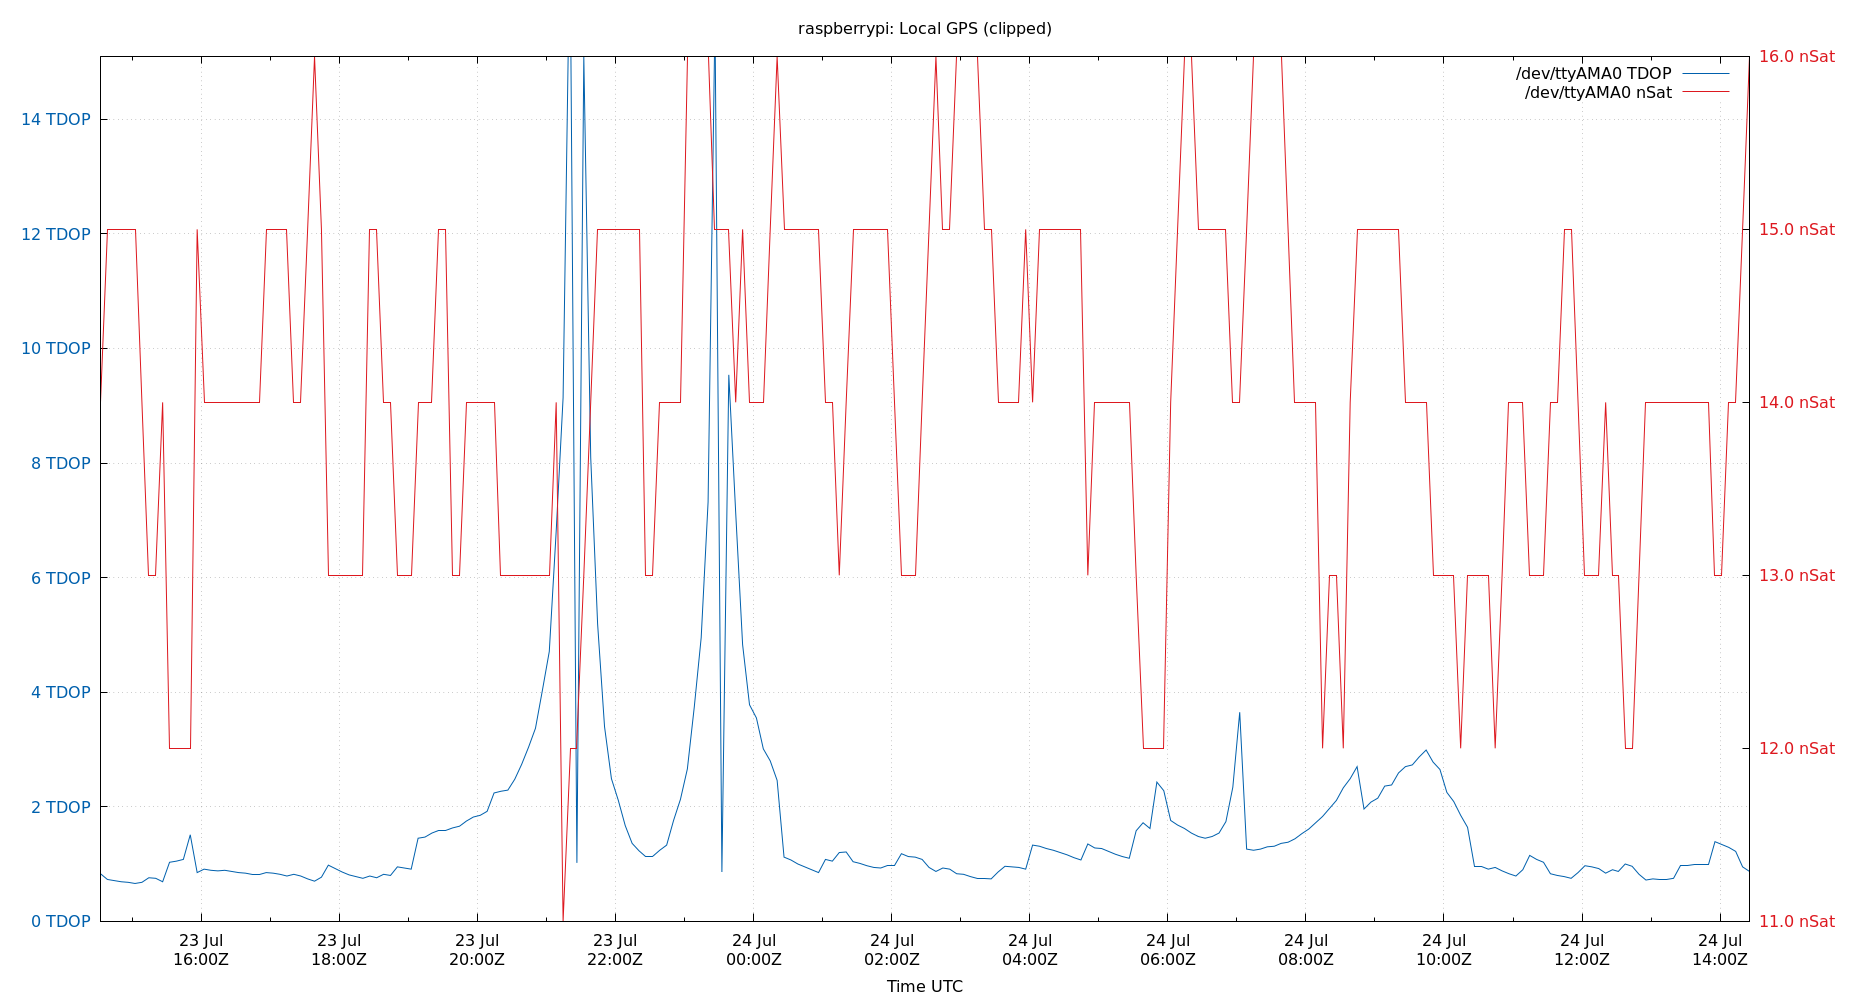 raspberrypi: Local GPS (clipped)
/dev/ttyAMA0 TDOP
/dev/ttyAMA0 nSat
14 TDOP
12 TDOP
10 TDOP
8 TDOP
6 TDOP
4 TDOP
2 TDOP
0 TDOP
16.0 nSat
15.0 nSat
14.0 nSat
13.0 nSat
12.0 nSat
11.0 nSat
23 Jul 23 Jul 23 Jul 23 Jul 24 Jul 24 Jul 24 Jul 24 Jul 24 Jul 24 Jul 24 Jul 24 Jul
16:00Z 18:00Z 20:00Z 22:00Z 00:00Z 02:00Z 04:00Z 06:00Z 08:00Z 10:00Z 12:00Z 14:00Z
Time UTC